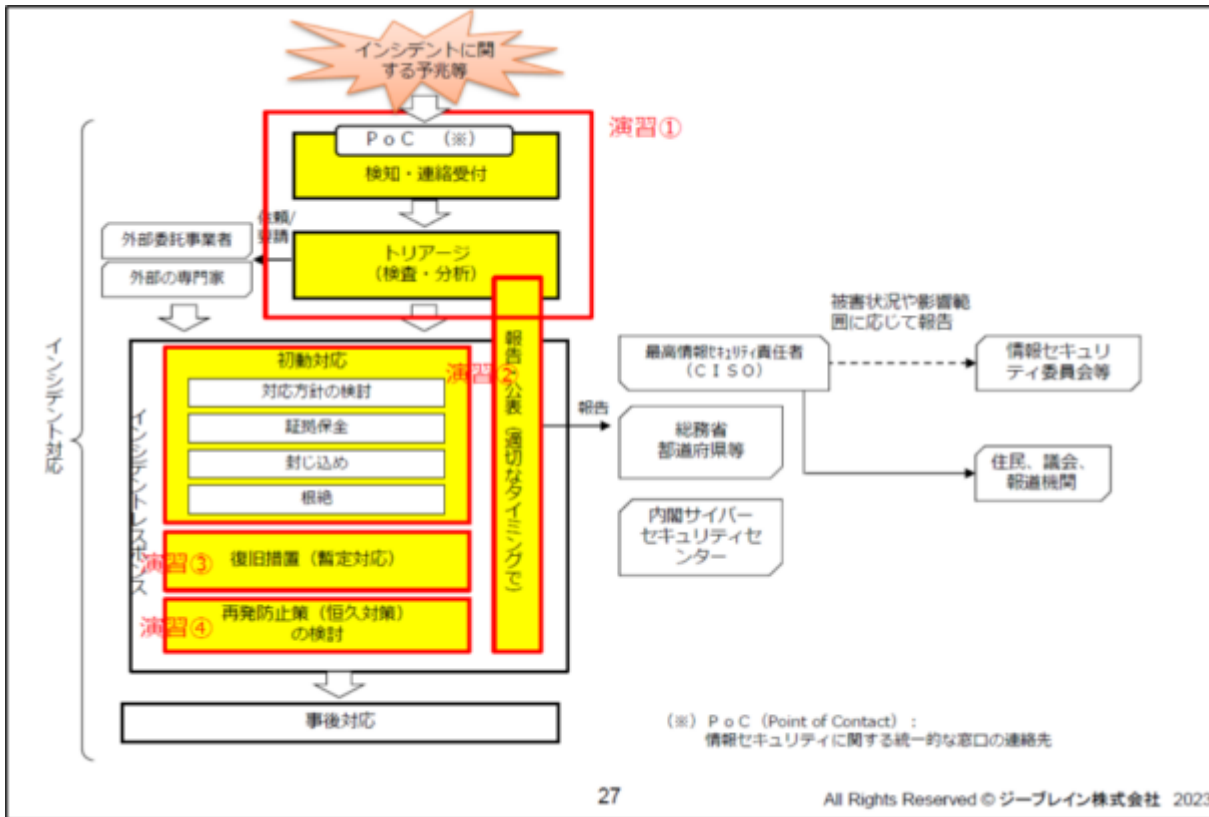 インシデントに関
する予兆等
演習①
PoC (※)
検知・連絡受付
依頼/
要請
外部委託事業者
外部の専門家
トリアージ
(検査・分析)
インシデント対応
インシデントレスポンス
初動対応
演習②
対応方針の検討
証拠保金
封じ込め
根絶
演習③
復旧措置(暫定対応)
演習④
再発防止策(恒久対策)
の検討
報告・公表(適切なタイミングで)
報告
被害状況や影響範
囲に応じて報告
最高情報セキュリティ責任者
(CISO)
情報セキュリ
ティ委員会等
総務省
都道府県等
住民、議会、
報道機関
内閣サイバー
セキュリティセ
ンター
事後対応
(※)PoC(Point of Contact):
情報セキュリティに関する統一的な窓口の連絡先
27
All Rights Reserved © ジーブレイン株式会社 2023